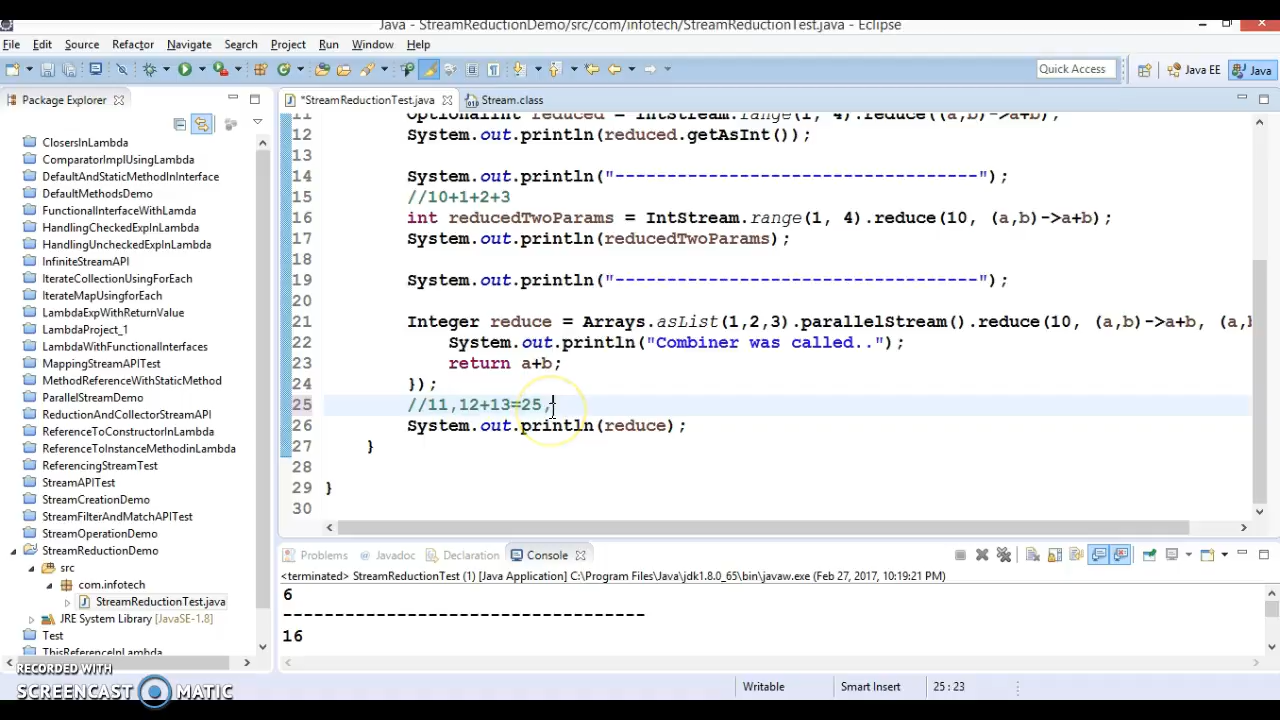 Java - StreamReductionDemo/src/com/infotech/StreamReductionTest.java - Eclipse
File Edit Source Refactor Navigate Search Project Run Window Help
Quick Access Java EE Java
Package Explorer
*StreamReductionTest.java Stream.class
ClosersInLambda
ComparatorImplUsingLambda
DefaultAndStaticMethodInInterface
DefaultMethodsDemo
FunctionalInterfaceWithLamda
HandlingCheckedExpInLambda
HandlingUncheckedExpInLambda
InfiniteStreamAPI
IterateCollectionUsingForEach
IterateMapUsingforEach
LambdaExpWithReturnValue
LambdaProject_1
LambdaWithFunctionalInterfaces
MappingStreamAPITest
MethodReferenceWithStaticMethod
ParallelStreamDemo
ReductionAndCollectorStreamAPI
ReferenceToConstructorInLambda
ReferenceToInstanceMethodinLambda
ReferencingStreamTest
StreamAPITest
StreamCreationDemo
StreamFilterAndMatchAPITest
StreamOperationDemo
StreamReductionDemo
src
com.infotech
StreamReductionTest.java
JRE System Library [JavaSE-1.8]
Test
ThisReferenceInLambda
11 OptionalInt reduced = IntStream.range(1, 4).reduce((a,b)->a+b);
12 System.out.println(reduced.getAsInt());
13
14 System.out.println("-----------------------------------");
15 //10+1+2+3
16 int reducedTwoParams = IntStream.range(1, 4).reduce(10, (a,b)->a+b);
17 System.out.println(reducedTwoParams);
18
19 System.out.println("-----------------------------------");
20
21 Integer reduce = Arrays.asList(1,2,3).parallelStream().reduce(10, (a,b)->a+b, (a,b
22 System.out.println("Combiner was called..");
23 return a+b;
24 });
25 //11,12+13=25,
26 System.out.println(reduce);
27 }
28
29 }
30
Problems Javadoc Declaration Console
<terminated> StreamReductionTest (1) [Java Application] C:\Program Files\Java\jdk1.8.0_65\bin\javaw.exe (Feb 27, 2017, 10:19:21 PM)
6
-----------------------------------
16
Writable Smart Insert 25 : 23
RECORDED WITH
SCREENCAST MATIC